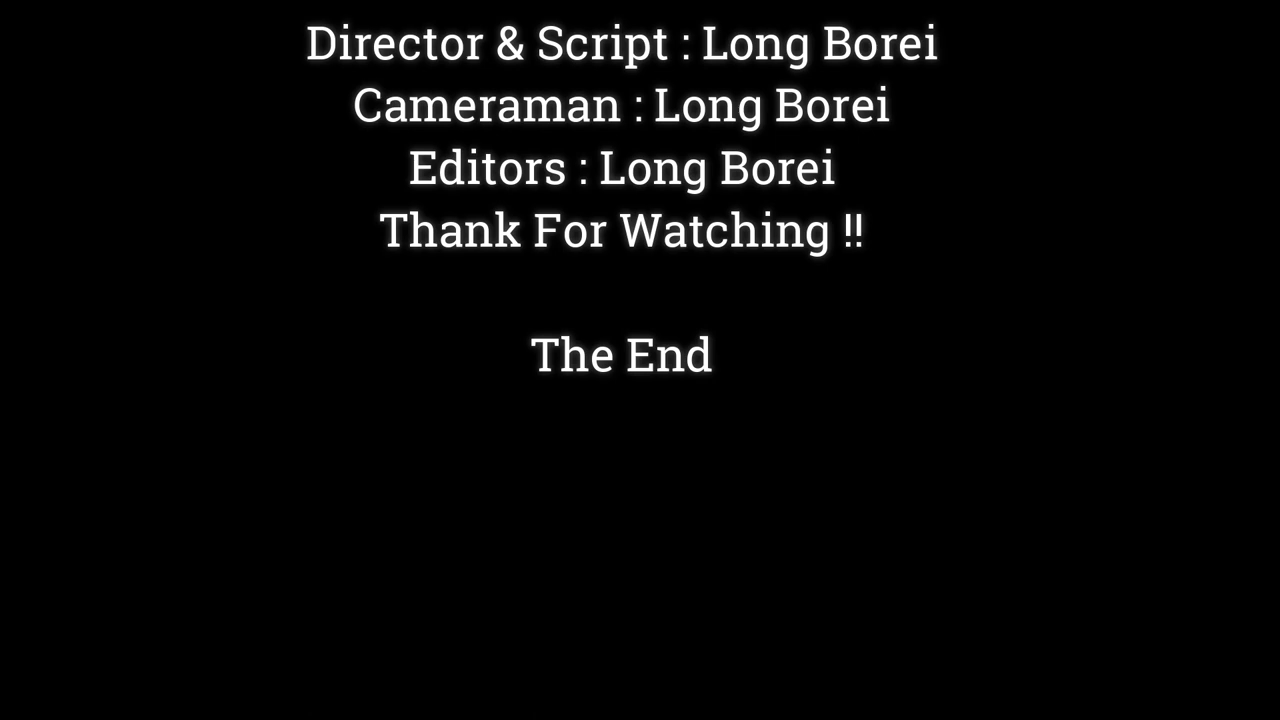 Director & Script : Long Borei
Cameraman : Long Borei
Editors : Long Borei
Thank For Watching !!
The End